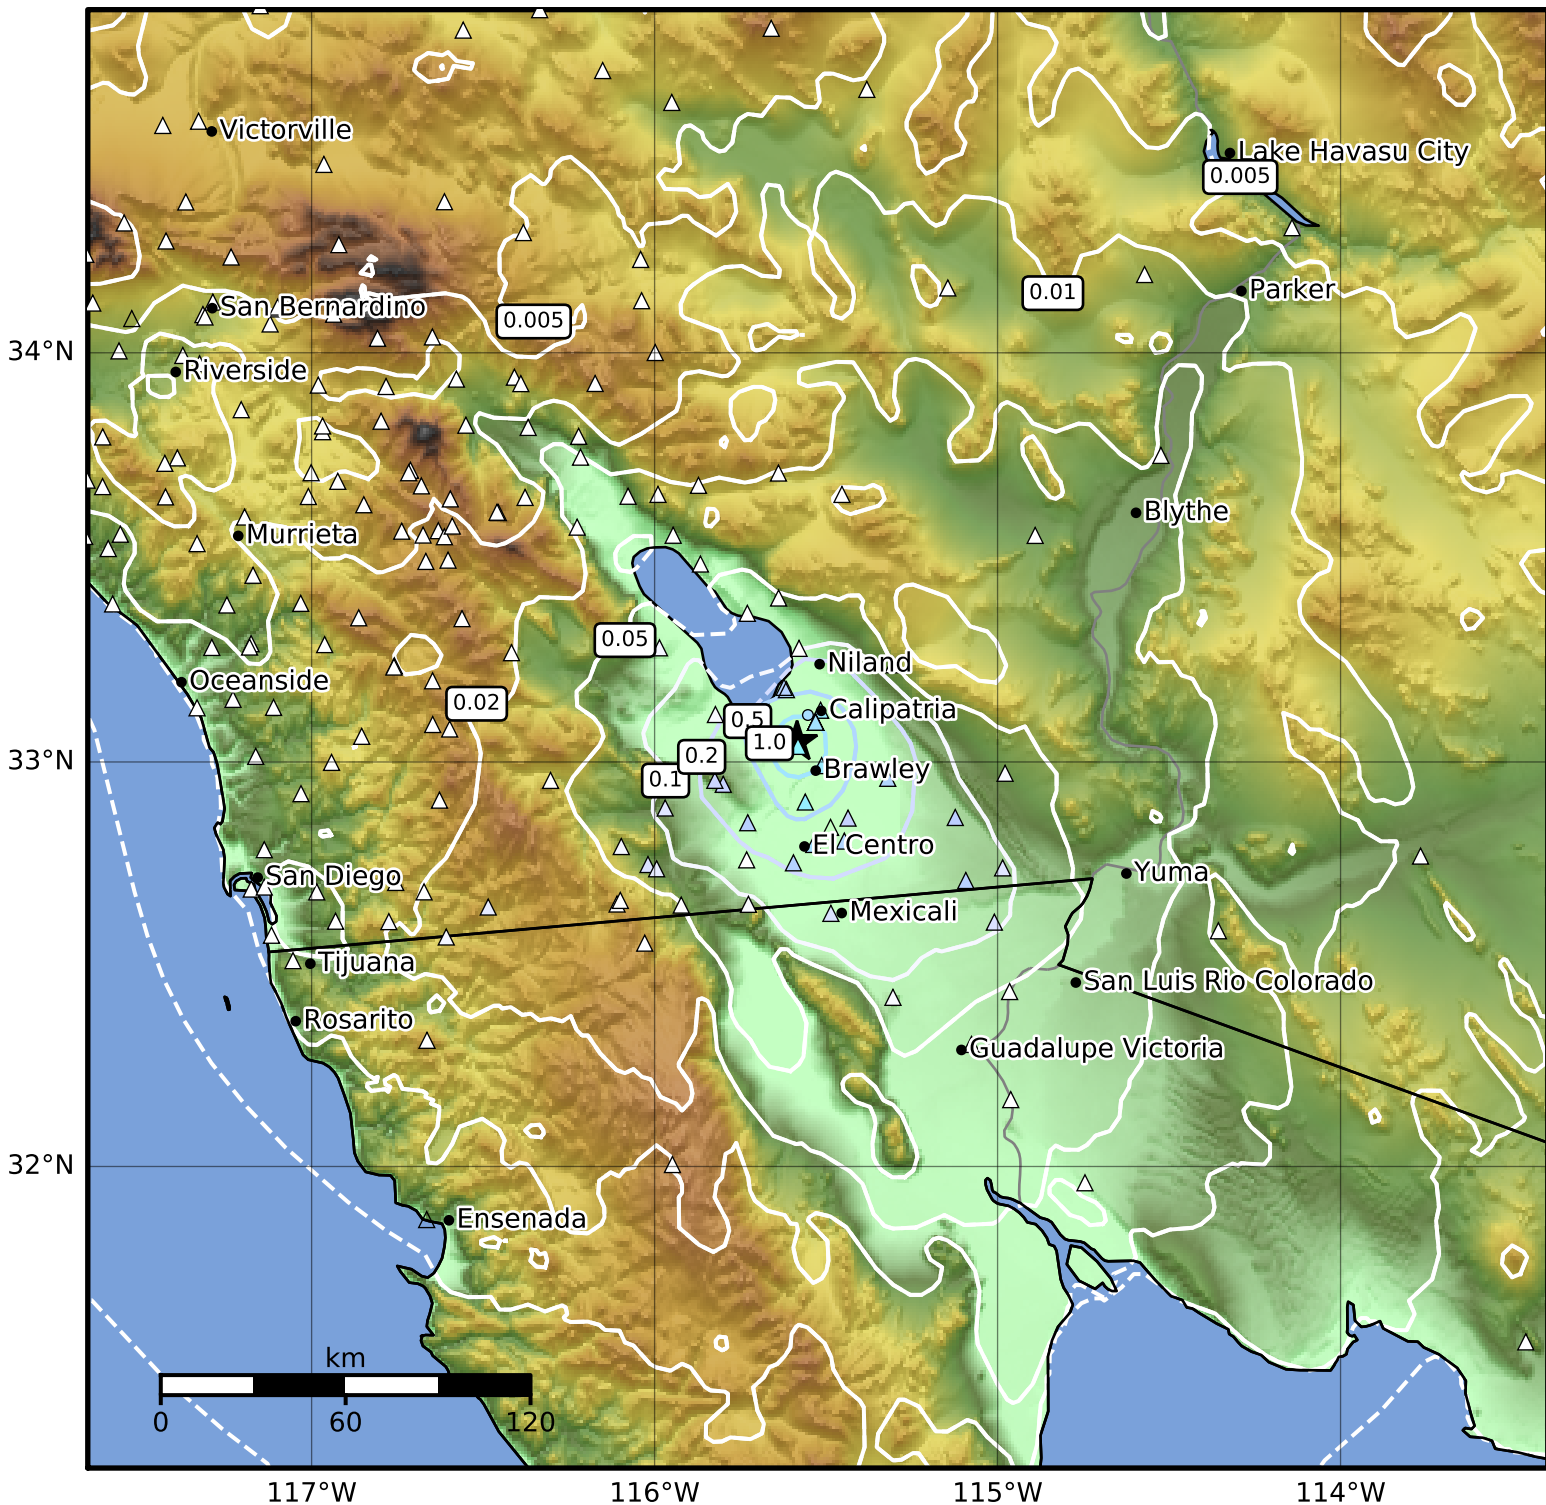 Victorville
Lake Havasu City
0.005
0.01
Parker
San Bernardino
0.005
34°N
Riverside
Blythe
Murrieta
0.05
Niland
Oceanside
0.02
Calipatria
0.5
1.0
0.2
33°N
Brawley
0.1
El Centro
Yuma
San Diego
Mexicali
Tijuana
San Luis Rio Colorado
Rosarito
Guadalupe Victoria
32°N
Ensenada
km
0 60 120
117°W 116°W 115°W 114°W